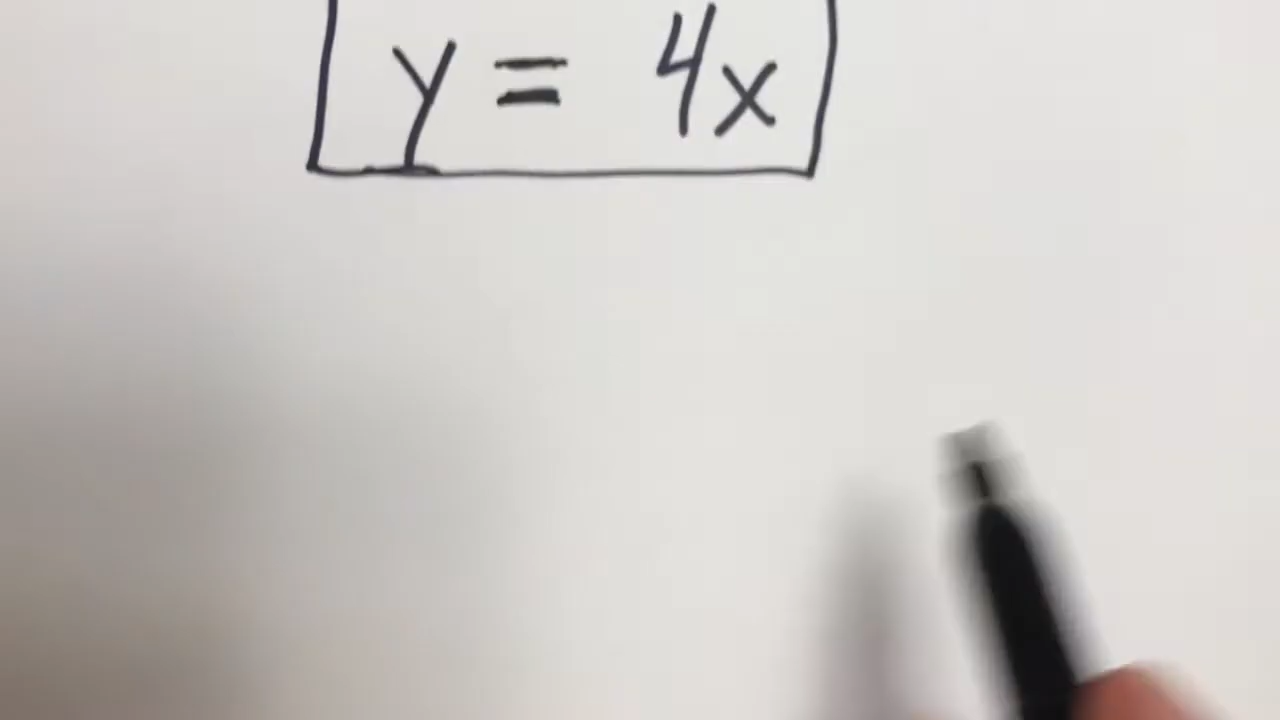 y = 4x